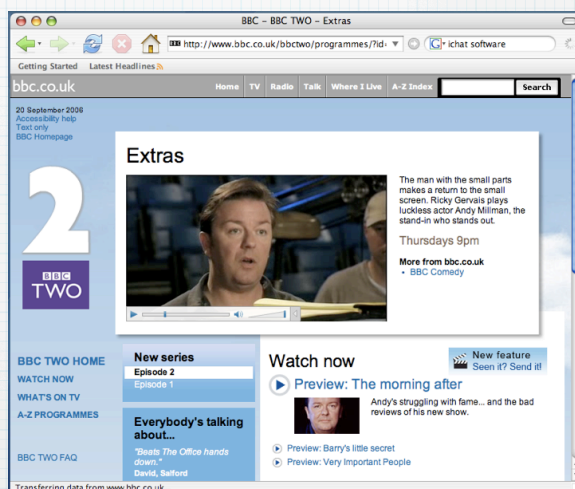 BBC – BBC TWO – Extras
http://www.bbc.co.uk/bbctwo/programmes/?id
ichat software
Getting Started Latest Headlines
bbc.co.uk
Home TV Radio Talk Where I Live A-Z Index Search
20 September 2006
Accessibility help
Text only
BBC Homepage
2
BBC
TWO
Extras
The man with the small parts
makes a return to the small
screen. Ricky Gervais plays
luckless actor Andy Millman, the
stand-in who stands out.
Thursdays 9pm
More from bbc.co.uk
BBC Comedy
BBC TWO HOME
WATCH NOW
WHAT'S ON TV
A-Z PROGRAMMES
BBC TWO FAQ
New series
Episode 2
Episode 1
Everybody's talking
about...
"Beats The Office hands
down."
David, Salford
Watch now
New feature
Seen it? Send it!
Preview: The morning after
Andy's struggling with fame... and the bad
reviews of his new show.
Preview: Barry's little secret
Preview: Very Important People
Transferring data from www.bbc.co.uk